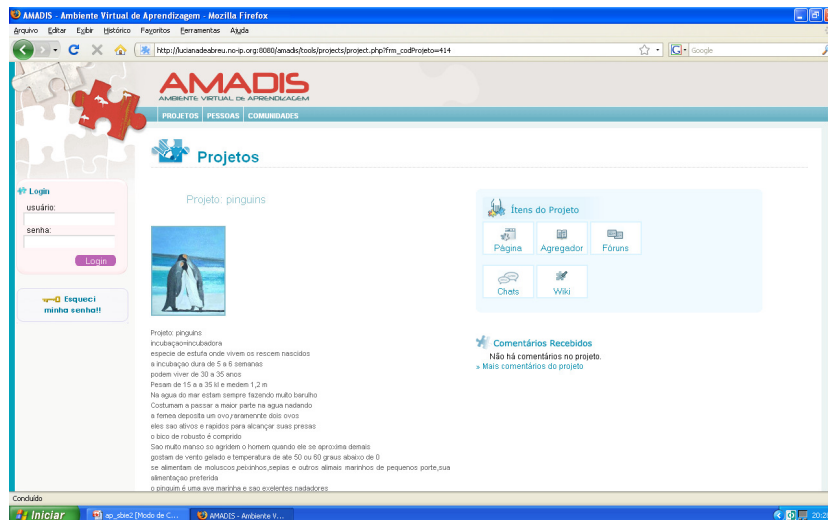 AMADIS - Ambiente Virtual de Aprendizagem - Mozilla Firefox
Arquivo Editar Exibir Histórico Favoritos Ferramentas Ajuda
http://lucianadeabreu.no-ip.org:8080/amadis/tools/projects/project.php?frm_codProjeto=414
Google
AMADIS
AMBIENTE VIRTUAL DE APRENDIZAGEM
PROJETOS PESSOAS COMUNIDADES
Projetos
Login
usuário:
senha:
Login
Esqueci
minha senha!!
Projeto: pinguins
Projeto: pinguins
incubaçao=incubadora
especie de estufa onde vivem os rescem nascidos
a incubaçao dura de 5 a 6 semanas
podem viver de 30 a 35 anos
Pesam de 15 a a 35 kl e medem 1,2 m
Na agua do mar estam sempre fazendo muito barulho
Costumam a passar a maior parte na agua nadando
a femea deposita um ovo,raramennte dois ovos
eles sao ativos e rapidos para alcançar suas presas
o bico de robusto é comprido
Sao muito manso so agridem o homem quando ele se aproxima demais
gostam de vento gelado e temperatura de ate 50 ou 60 graus abaixo de 0
se alimentam de moluscos,peixinhos,sepias e outros alimais marinhos de pequenos porte,sua
alimentaçao preferida
o pinguim é uma ave marinha e sao exelentes nadadores
Ítens do Projeto
Página Agregador Fóruns
Chats Wiki
Comentários Recebidos
Não há comentários no projeto.
» Mais comentários do projeto
Concluído
Iniciar ap_sbie2 [Modo de C... AMADIS - Ambiente V... 20:20